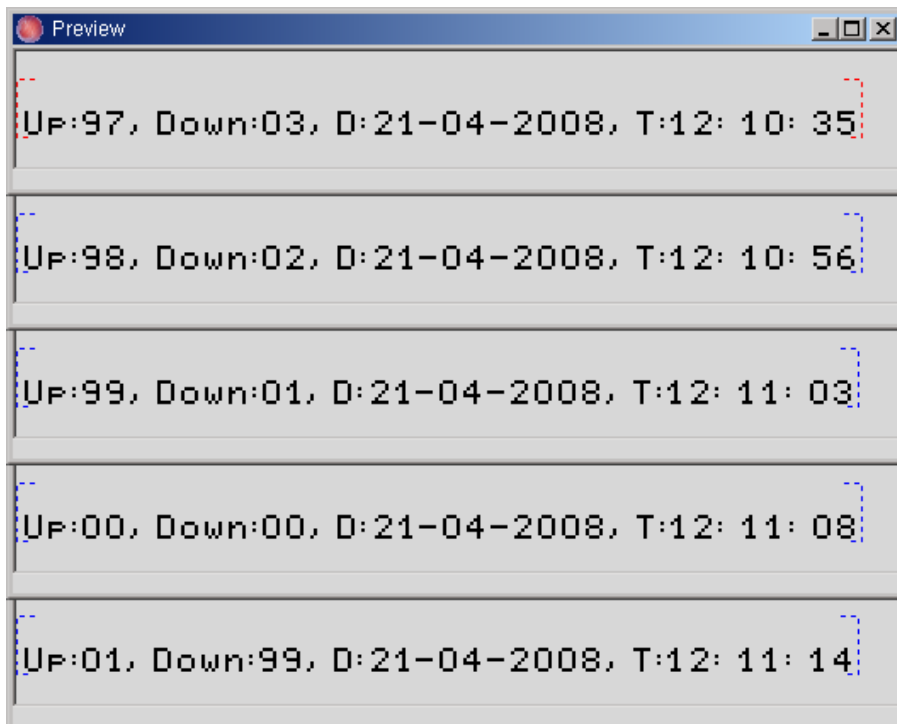 Preview
Up:97, Down:03, D:21-04-2008, T:12: 10: 35
Up:98, Down:02, D:21-04-2008, T:12: 10: 56
Up:99, Down:01, D:21-04-2008, T:12: 11: 03
Up:00, Down:00, D:21-04-2008, T:12: 11: 08
Up:01, Down:99, D:21-04-2008, T:12: 11: 14